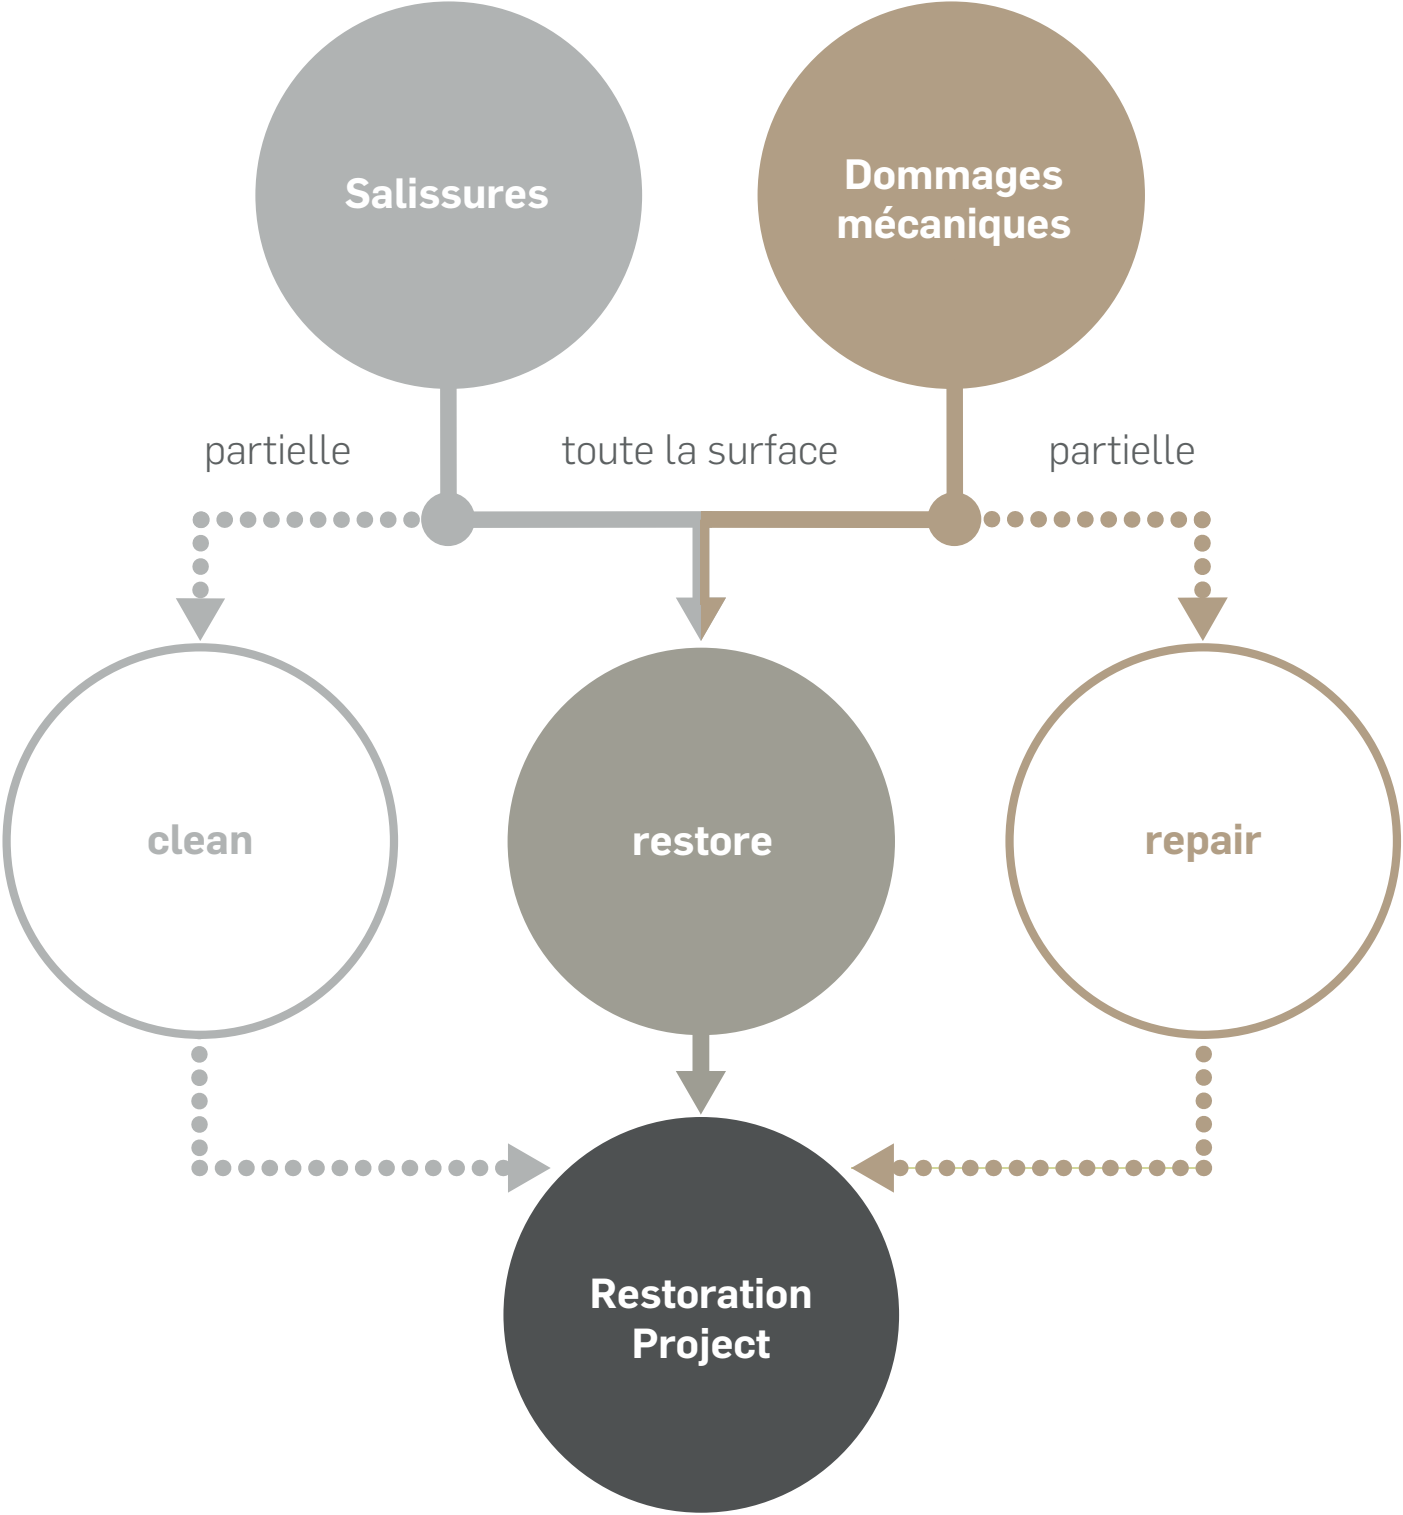 Salissures
Dommages
mécaniques
partielle
toute la surface
partielle
clean
restore
repair
Restoration
Project